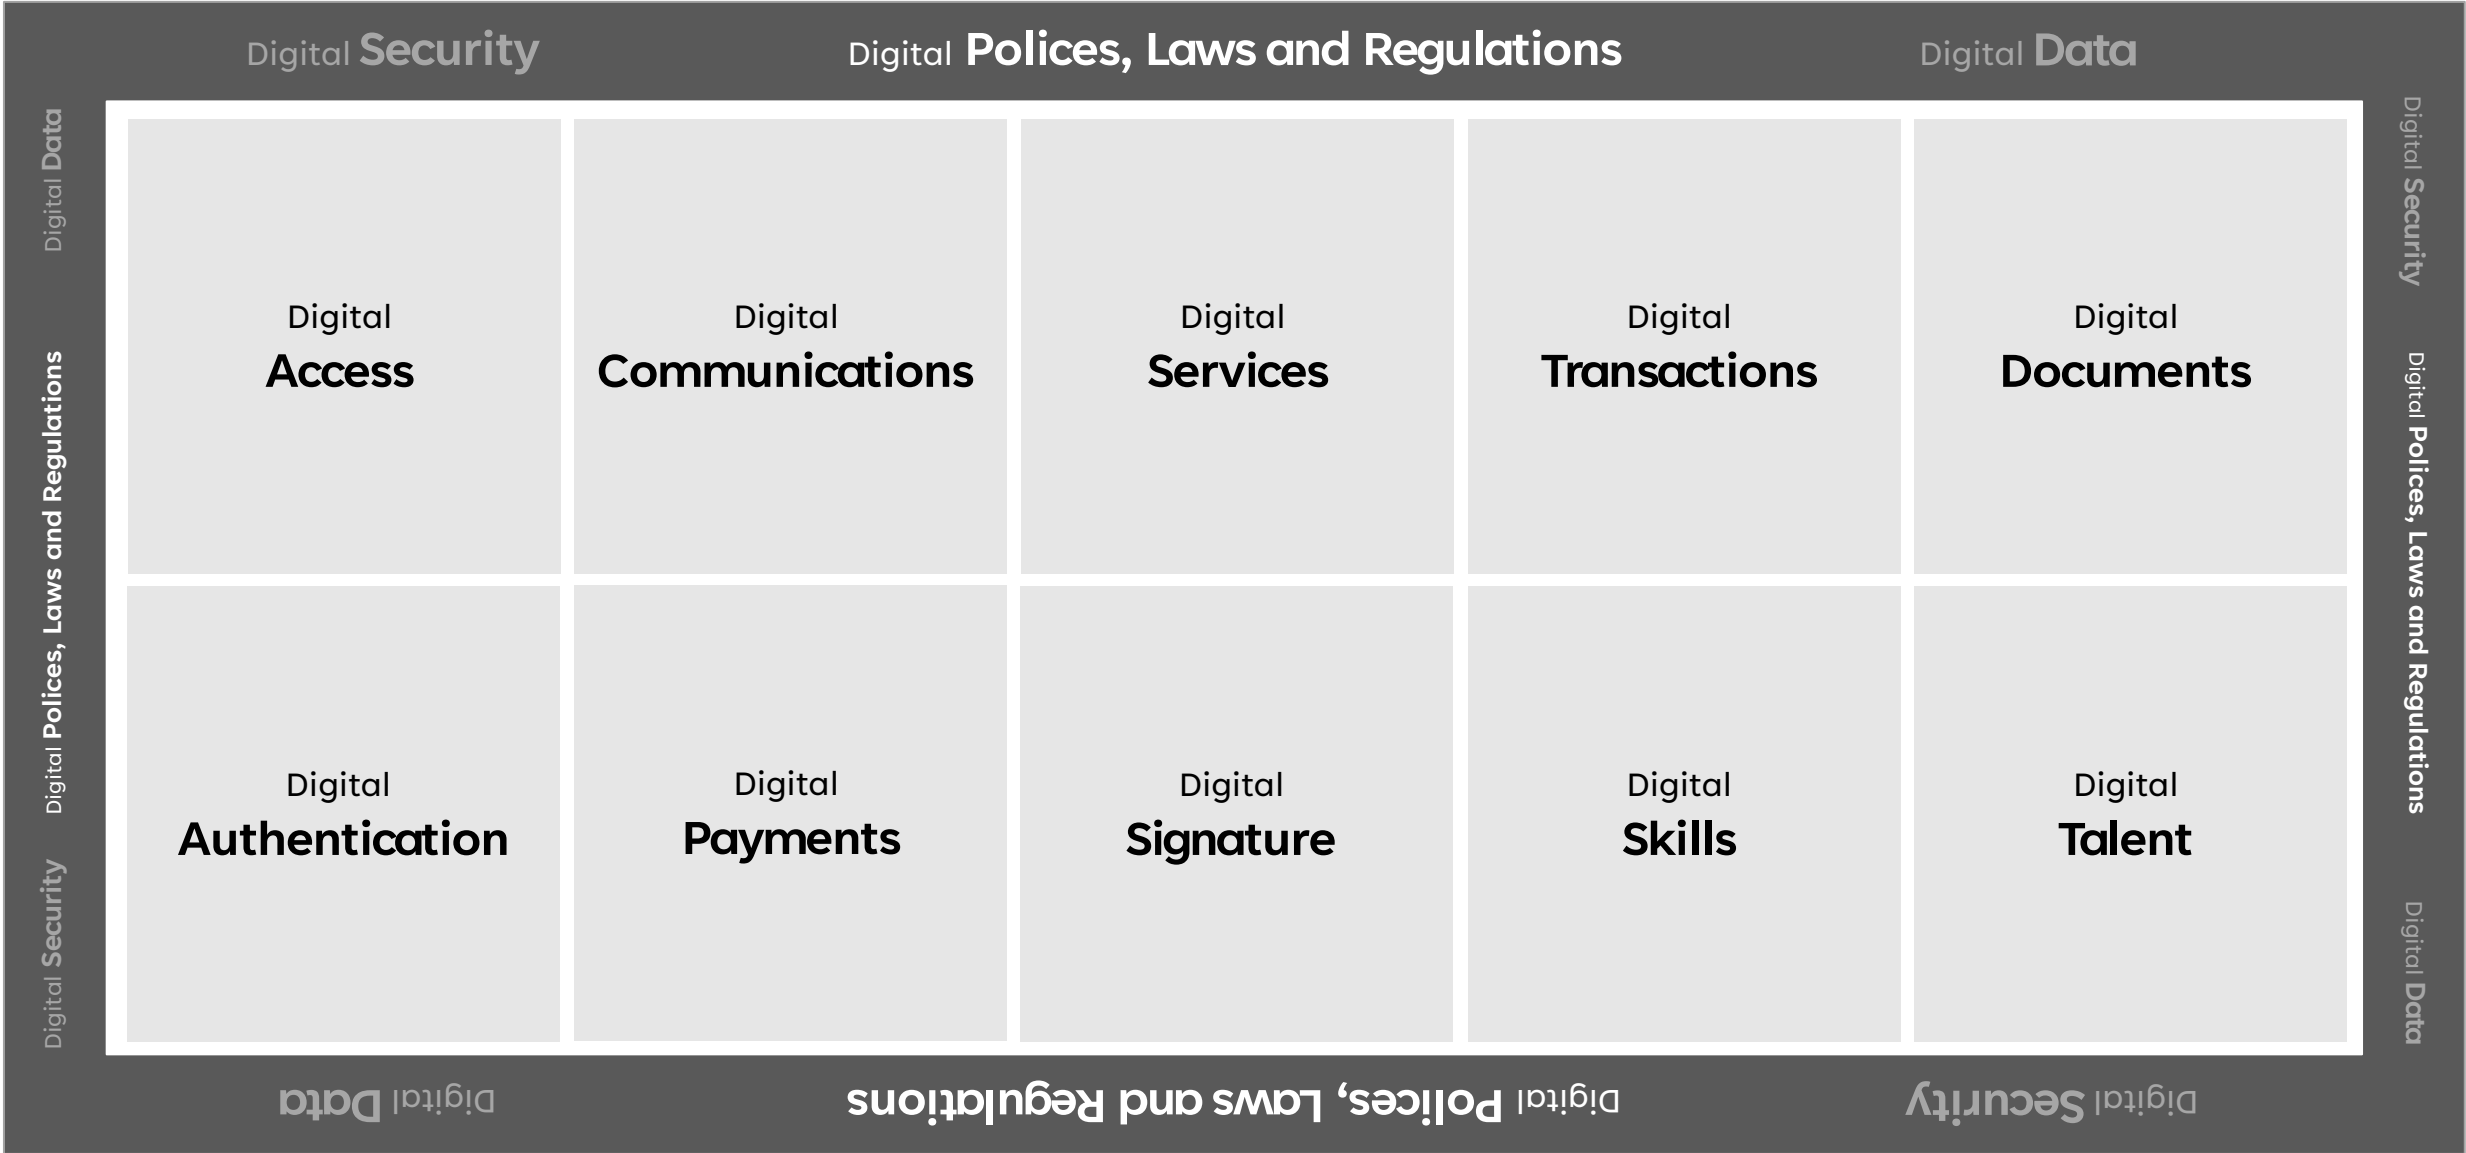 Digital Security
Digital Polices, Laws and Regulations
Digital Data
Digital Data
Digital Polices, Laws and Regulations
Digital Security
Digital
Access
Digital
Communications
Digital
Services
Digital
Transactions
Digital
Documents
Digital
Authentication
Digital
Payments
Digital
Signature
Digital
Skills
Digital
Talent
Digital Security
Digital Polices, Laws and Regulations
Digital Data
Digital Data
Digital Polices, Laws and Regulations
Digital Security